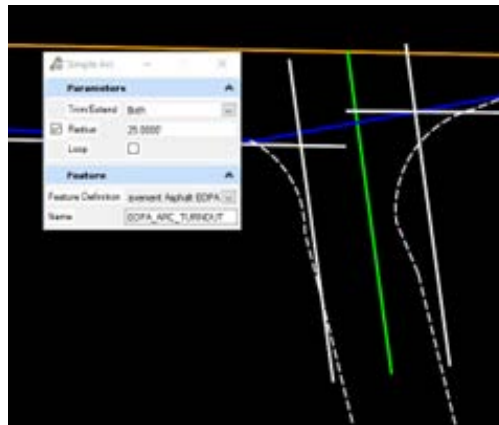 Simple Arc
Parameters
Trim/Extend Both
Radius 25.0000'
Loop
Feature
Feature Definition avement Asphalt EOPA
Name EOPA_ARC_TURNOUT